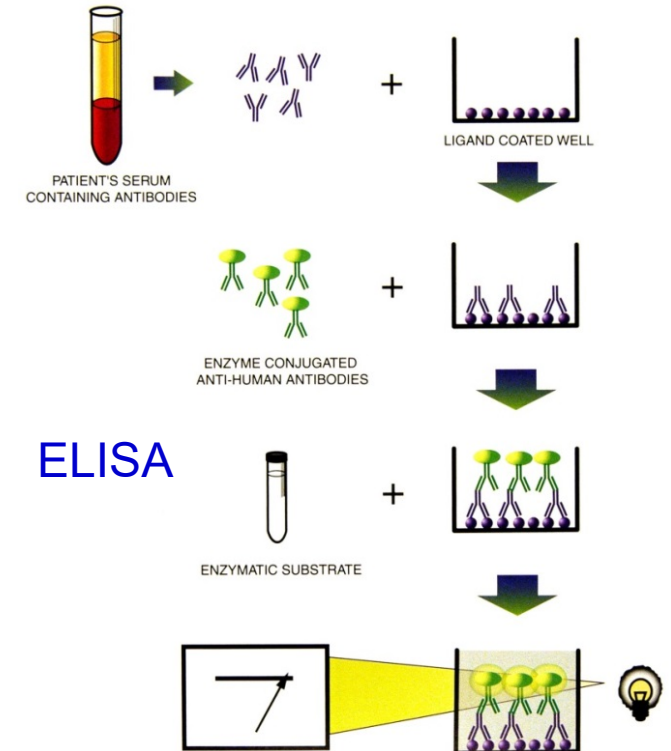 LIGAND COATED WELL
PATIENT'S SERUM
CONTAINING ANTIBODIES
ENZYME CONJUGATED
ANTI-HUMAN ANTIBODIES
ELISA
ENZYMATIC SUBSTRATE